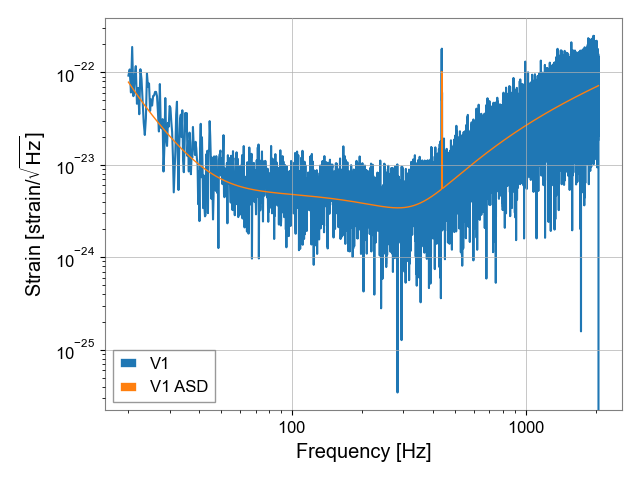 Strain [strain/√Hz]
10⁻²²
10⁻²³
10⁻²⁴
10⁻²⁵
V1
V1 ASD
100
1000
Frequency [Hz]